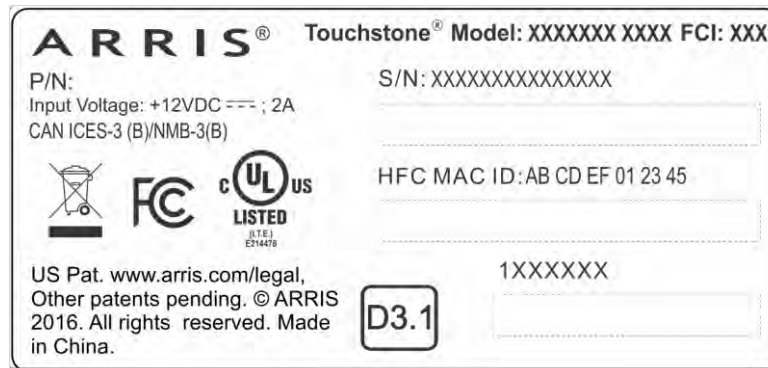 ARRIS® Touchstone® Model: XXXXXXX XXXX FCI: XXX
P/N:
Input Voltage: +12VDC ⎓ ; 2A
CAN ICES-3 (B)/NMB-3(B)
S/N: XXXXXXXXXXXXXXX
FC
C UL US
LISTED
(I.T.E.)
E214476
HFC MAC ID: AB CD EF 01 23 45
US Pat. www.arris.com/legal,
Other patents pending. © ARRIS
2016. All rights reserved. Made
in China.
D3.1
1XXXXXX